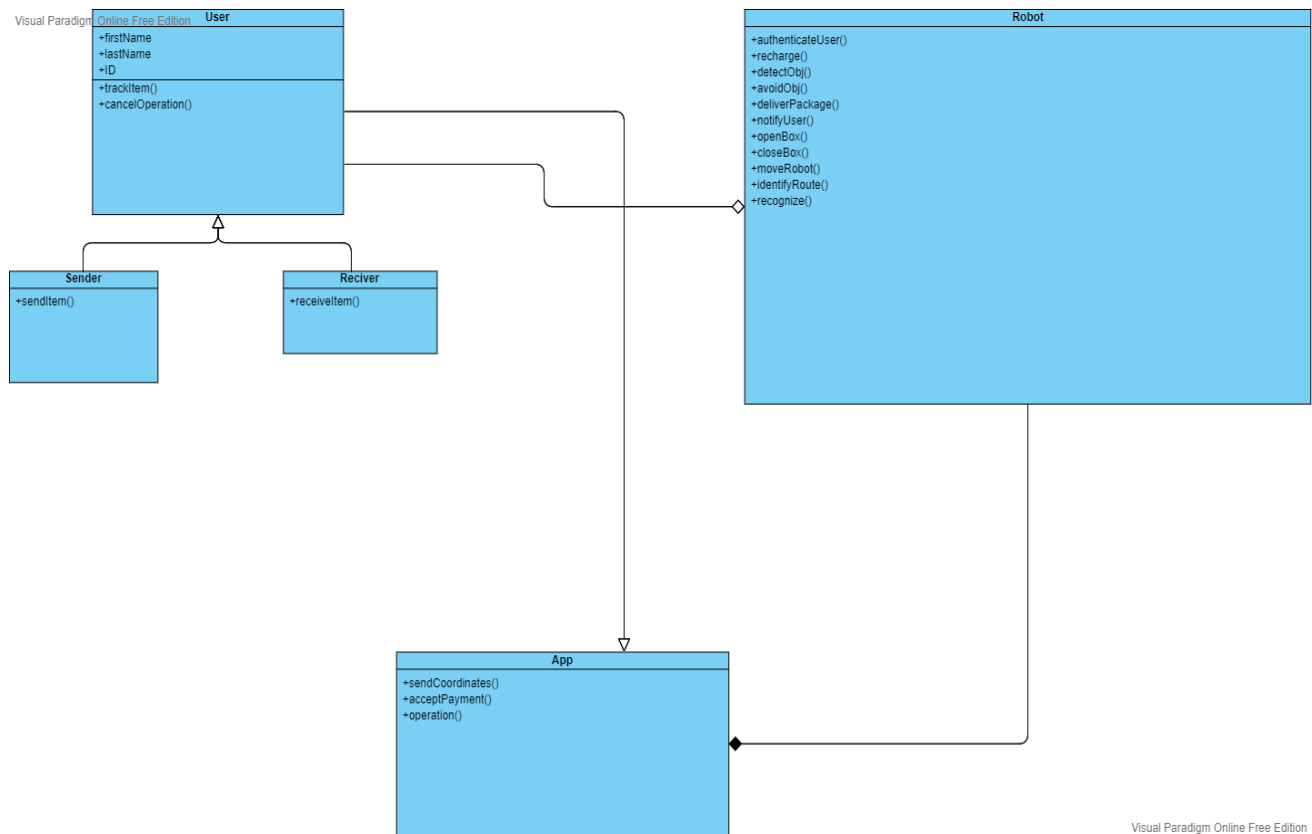 Visual Paradigm Online Free Edition
User
+firstName
+lastName
+ID
+trackItem()
+cancelOperation()
Robot
+authenticateUser()
+recharge()
+detectObj()
+avoidObj()
+deliverPackage()
+notifyUser()
+openBox()
+closeBox()
+moveRobot()
+identifyRoute()
+recognize()
Sender
+sendItem()
Reciver
+receiveItem()
App
+sendCoordinates()
+acceptPayment()
+operation()
Visual Paradigm Online Free Edition